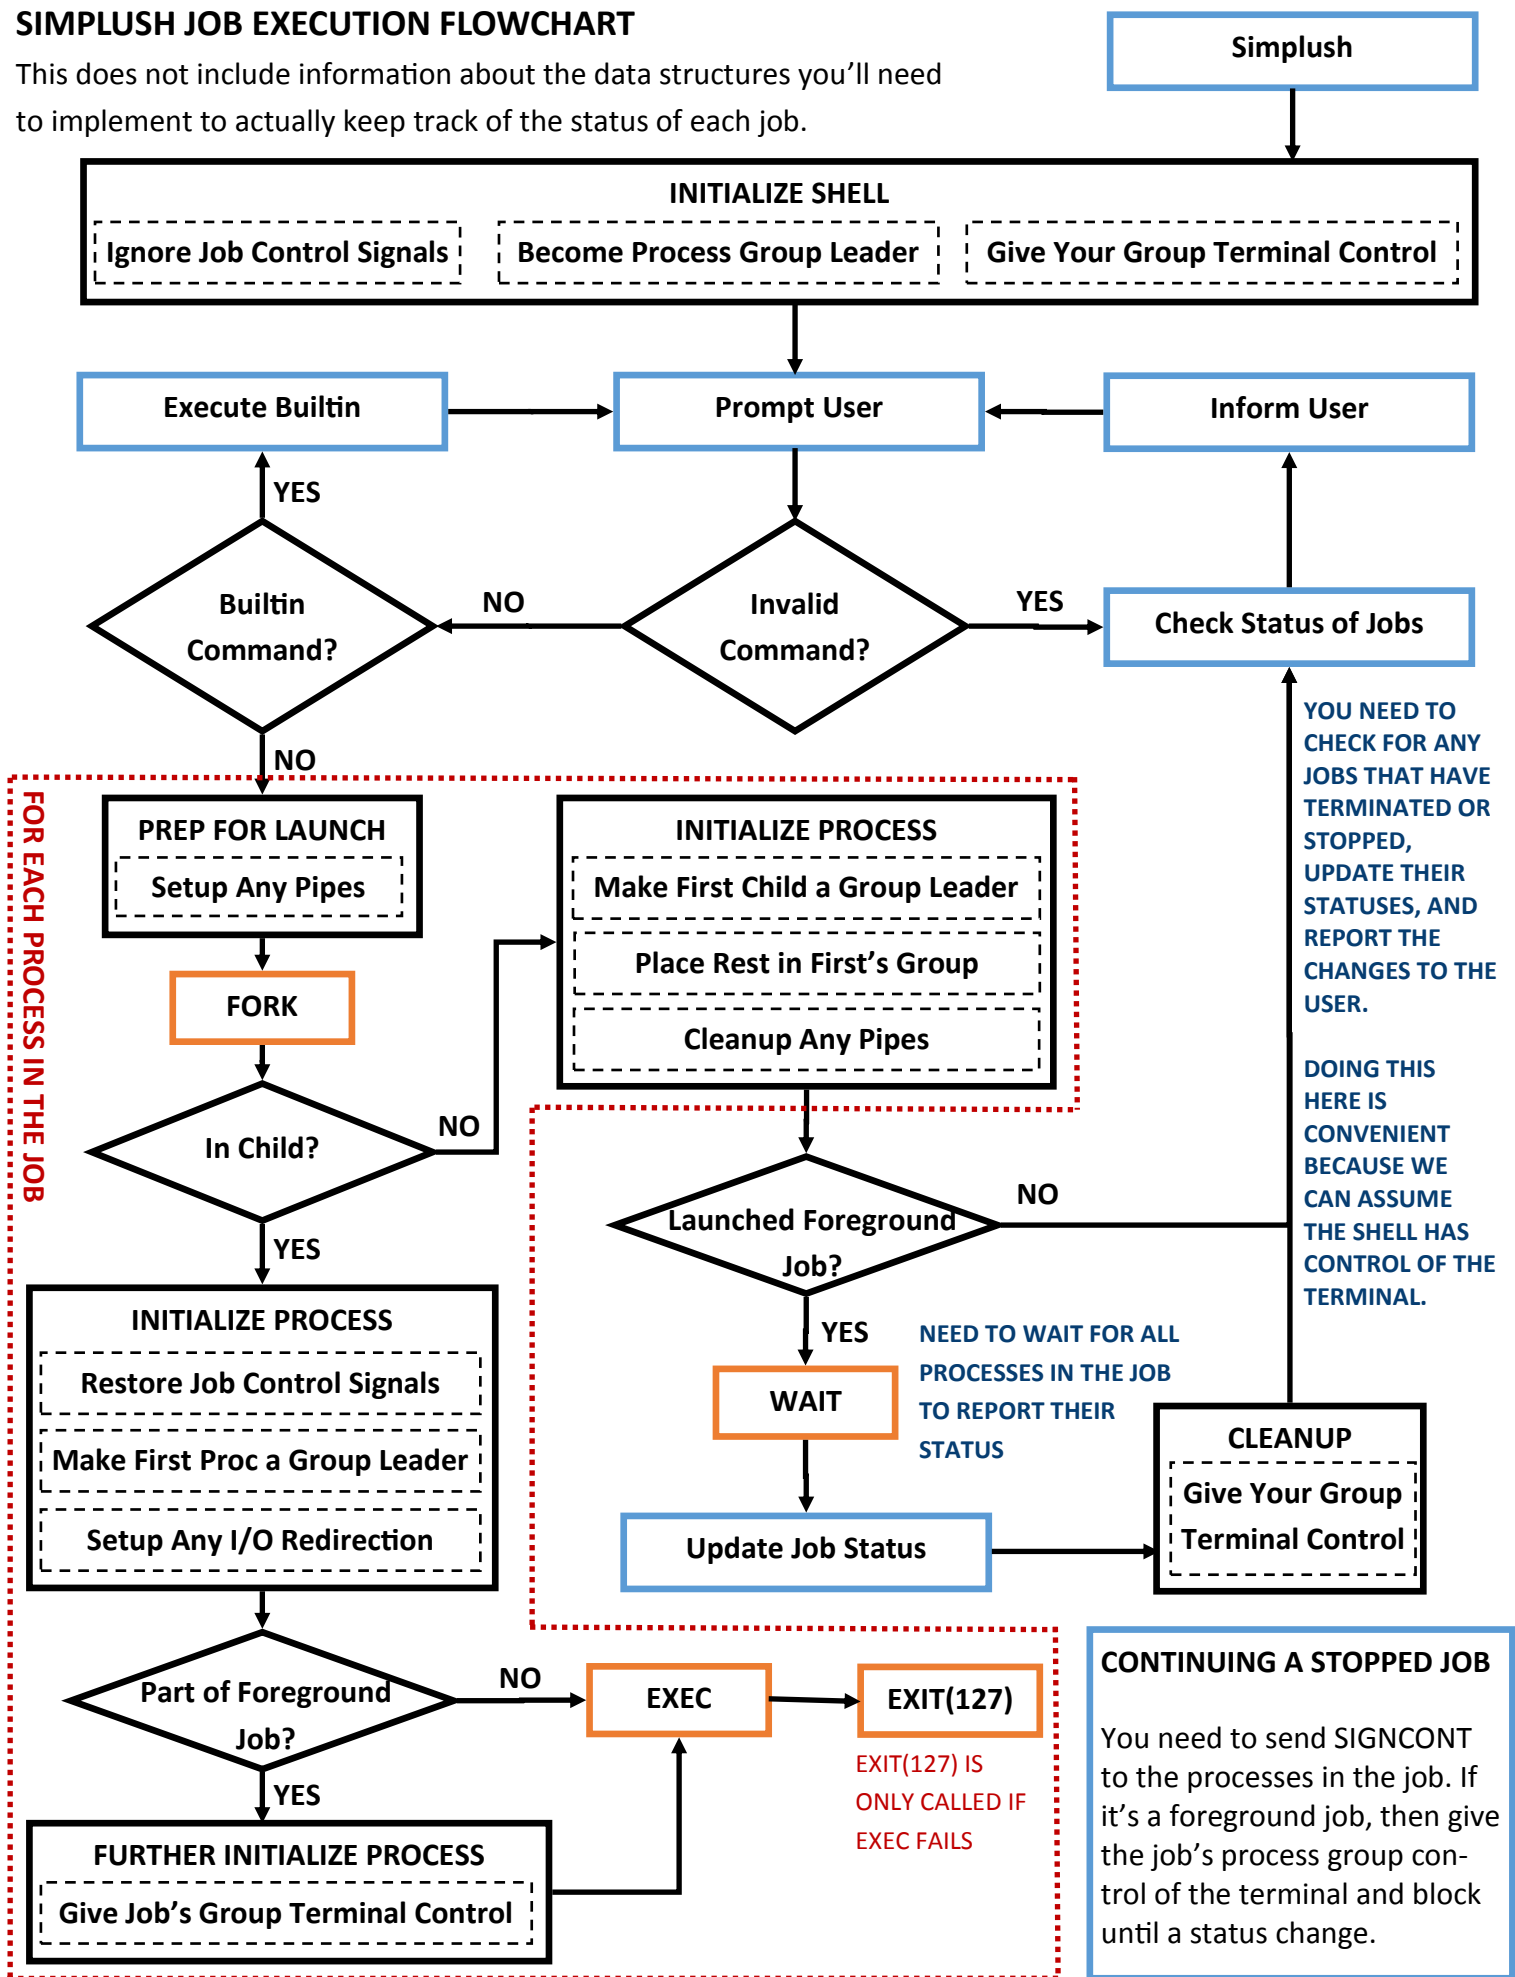 SIMPLUSH JOB EXECUTION FLOWCHART
This does not include information about the data structures you'll need
to implement to actually keep track of the status of each job.
Simplush
INITIALIZE SHELL
Ignore Job Control Signals
Become Process Group Leader
Give Your Group Terminal Control
Execute Builtin
Prompt User
Inform User
YES
Builtin
Command?
NO
Invalid
Command?
YES
Check Status of Jobs
YOU NEED TO
CHECK FOR ANY
JOBS THAT HAVE
TERMINATED OR
STOPPED,
UPDATE THEIR
STATUSES, AND
REPORT THE
CHANGES TO THE
USER.
DOING THIS
HERE IS
CONVENIENT
BECAUSE WE
CAN ASSUME
THE SHELL HAS
CONTROL OF THE
TERMINAL.
NO
FOR EACH PROCESS IN THE JOB
PREP FOR LAUNCH
Setup Any Pipes
FORK
In Child?
NO
INITIALIZE PROCESS
Make First Child a Group Leader
Place Rest in First's Group
Cleanup Any Pipes
Launched Foreground
Job?
NO
YES
WAIT
NEED TO WAIT FOR ALL
PROCESSES IN THE JOB
TO REPORT THEIR
STATUS
Update Job Status
CLEANUP
Give Your Group
Terminal Control
YES
INITIALIZE PROCESS
Restore Job Control Signals
Make First Proc a Group Leader
Setup Any I/O Redirection
Part of Foreground
Job?
NO
EXEC
EXIT(127)
EXIT(127) IS
ONLY CALLED IF
EXEC FAILS
YES
FURTHER INITIALIZE PROCESS
Give Job's Group Terminal Control
CONTINUING A STOPPED JOB
You need to send SIGNCONT
to the processes in the job. If
it's a foreground job, then give
the job's process group con-
trol of the terminal and block
until a status change.